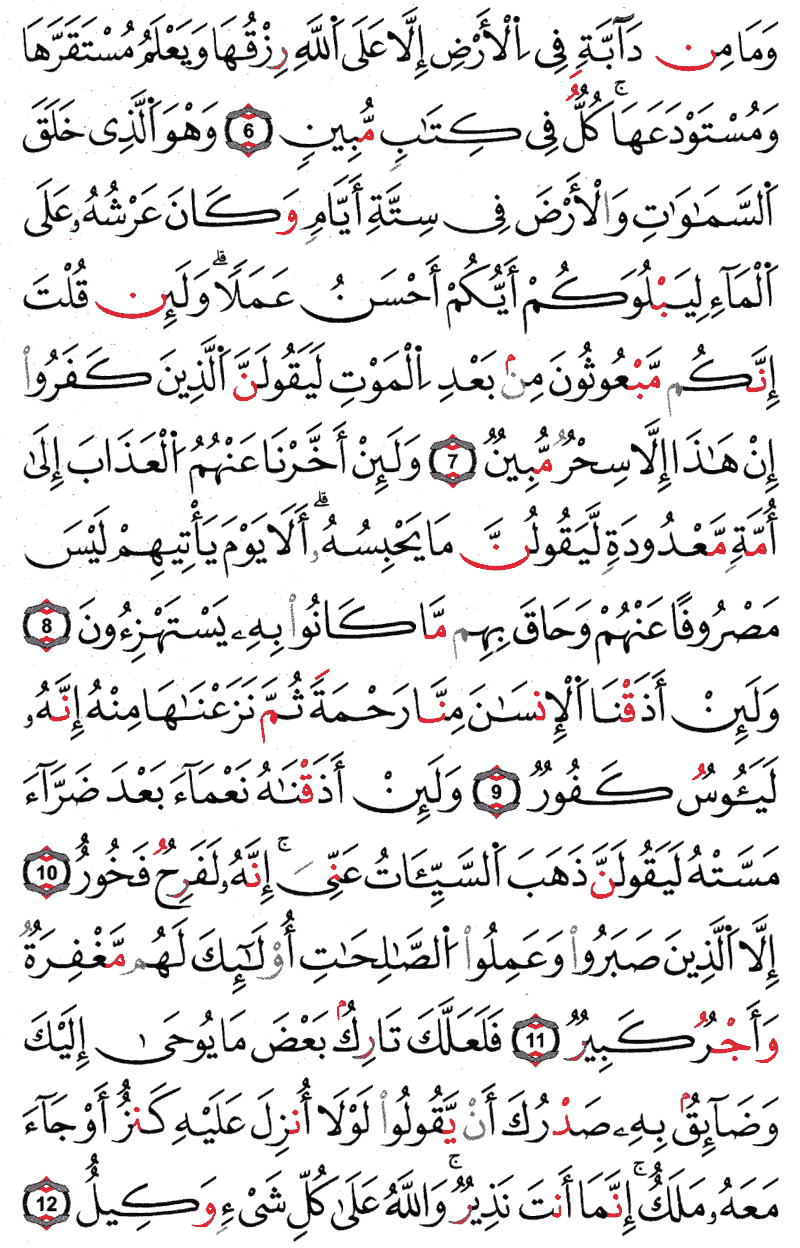 وَمَا مِن دَآبَّةٍ فِى ٱلْأَرْضِ إِلَّا عَلَى ٱللَّهِ رِزْقُهَا وَيَعْلَمُ مُسْتَقَرَّهَا
وَمُسْتَوْدَعَهَا ۚ كُلٌّ فِى كِتَـٰبٍ مُّبِينٍ 6 وَهُوَ ٱلَّذِى خَلَقَ
ٱلسَّمَـٰوَٰتِ وَٱلْأَرْضَ فِى سِتَّةِ أَيَّامٍ وَكَانَ عَرْشُهُۥ عَلَى
ٱلْمَآءِ لِيَبْلُوَكُمْ أَيُّكُمْ أَحْسَنُ عَمَلًا ۗ وَلَئِن قُلْتَ
إِنَّكُم مَّبْعُوثُونَ مِنۢ بَعْدِ ٱلْمَوْتِ لَيَقُولَنَّ ٱلَّذِينَ كَفَرُوا۟
إِنْ هَـٰذَا إِلَّا سِحْرٌ مُّبِينٌ 7 وَلَئِنْ أَخَّرْنَا عَنْهُمُ ٱلْعَذَابَ إِلَىٰ
أُمَّةٍ مَّعْدُودَةٍ لَّيَقُولُنَّ مَا يَحْبِسُهُۥ ۗ أَلَا يَوْمَ يَأْتِيهِمْ لَيْسَ
مَصْرُوفًا عَنْهُمْ وَحَاقَ بِهِم مَّا كَانُوا۟ بِهِۦ يَسْتَهْزِءُونَ 8
وَلَئِنْ أَذَقْنَا ٱلْإِنسَـٰنَ مِنَّا رَحْمَةً ثُمَّ نَزَعْنَـٰهَا مِنْهُ إِنَّهُۥ
لَيَـُٔوسٌ كَفُورٌ 9 وَلَئِنْ أَذَقْنَـٰهُ نَعْمَآءَ بَعْدَ ضَرَّآءَ
مَسَّتْهُ لَيَقُولَنَّ ذَهَبَ ٱلسَّيِّـَٔاتُ عَنِّىٓ ۚ إِنَّهُۥ لَفَرِحٌ فَخُورٌ 10
إِلَّا ٱلَّذِينَ صَبَرُوا۟ وَعَمِلُوا۟ ٱلصَّـٰلِحَـٰتِ أُو۟لَـٰٓئِكَ لَهُم مَّغْفِرَةٌ
وَأَجْرٌ كَبِيرٌ 11 فَلَعَلَّكَ تَارِكٌۢ بَعْضَ مَا يُوحَىٰٓ إِلَيْكَ
وَضَآئِقٌۢ بِهِۦ صَدْرُكَ أَن يَقُولُوا۟ لَوْلَآ أُنزِلَ عَلَيْهِ كَنزٌ أَوْ جَآءَ
مَعَهُۥ مَلَكٌ ۚ إِنَّمَآ أَنتَ نَذِيرٌ ۚ وَٱللَّهُ عَلَىٰ كُلِّ شَىْءٍ وَكِيلٌ 12